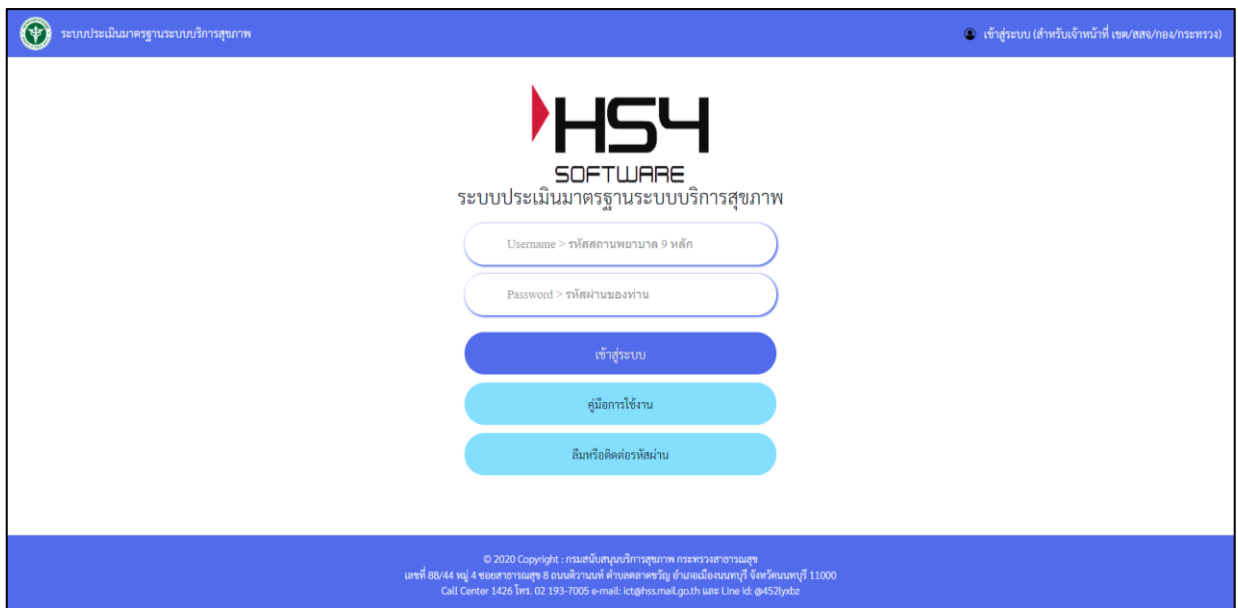 ระบบประเมินมาตรฐานระบบบริการสุขภาพ
เข้าสู่ระบบ (สำหรับเจ้าหน้าที่ เขต/สสจ/กอง/กระทรวง)
HS4
SOFTWARE
ระบบประเมินมาตรฐานระบบบริการสุขภาพ
Username > รหัสสถานพยาบาล 9 หลัก
Password > รหัสผ่านของท่าน
เข้าสู่ระบบ
คู่มือการใช้งาน
ลืมหรือติดต่อรหัสผ่าน
© 2020 Copyright : กรมสนับสนุนบริการสุขภาพ กระทรวงสาธารณสุข
เลขที่ 88/44 หมู่ 4 ซอยสาธารณสุข 8 ถนนติวานนท์ ตำบลตลาดขวัญ อำเภอเมืองนนทบุรี จังหวัดนนทบุรี 11000
Call Center 1426 โทร. 02 193-7005 e-mail: ict@hss.mail.go.th และ Line id: @452lyxbz